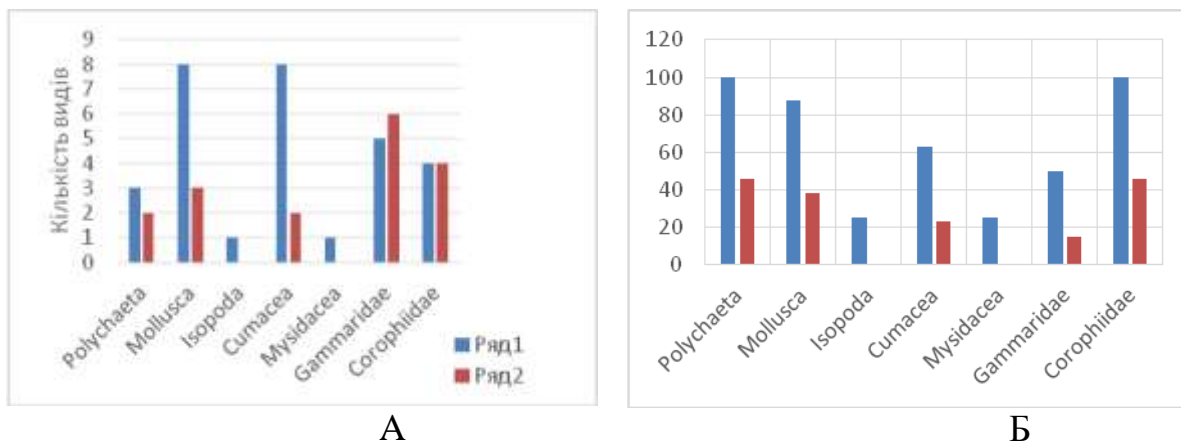 Кількість видів
9
8
7
6
5
4
3
2
1
0
Polychaeta
Mollusca
Isopoda
Cumacea
Mysidacea
Gammaridae
Corophiidae
Ряд1
Ряд2
А
120
100
80
60
40
20
0
Polychaeta
Mollusca
Isopoda
Cumacea
Mysidacea
Gammaridae
Corophiidae
Б